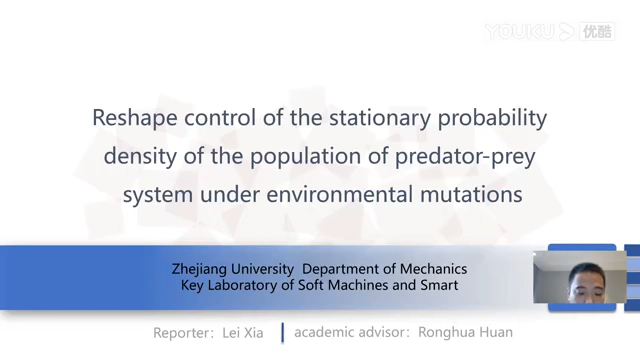 YOUKU 优酷
Reshape control of the stationary probability
density of the population of predator-prey
system under environmental mutations
Zhejiang University Department of Mechanics
Key Laboratory of Soft Machines and Smart
Reporter: Lei Xia
academic advisor: Ronghua Huan